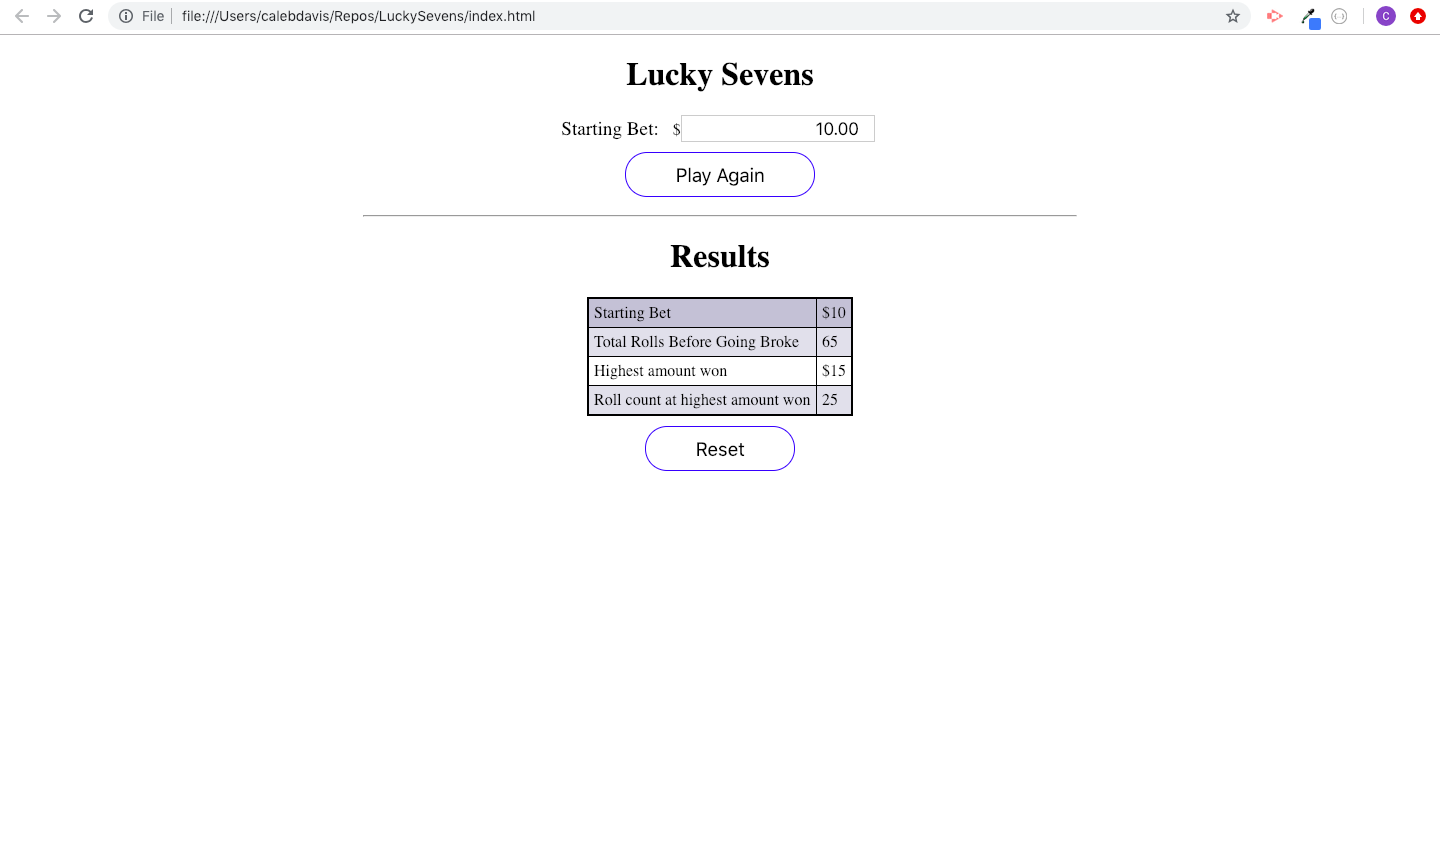 File file:///Users/calebdavis/Repos/LuckySevens/index.html
C
Lucky Sevens
Starting Bet: $ 10.00
Play Again
Results
Starting Bet $10
Total Rolls Before Going Broke 65
Highest amount won $15
Roll count at highest amount won 25
Reset